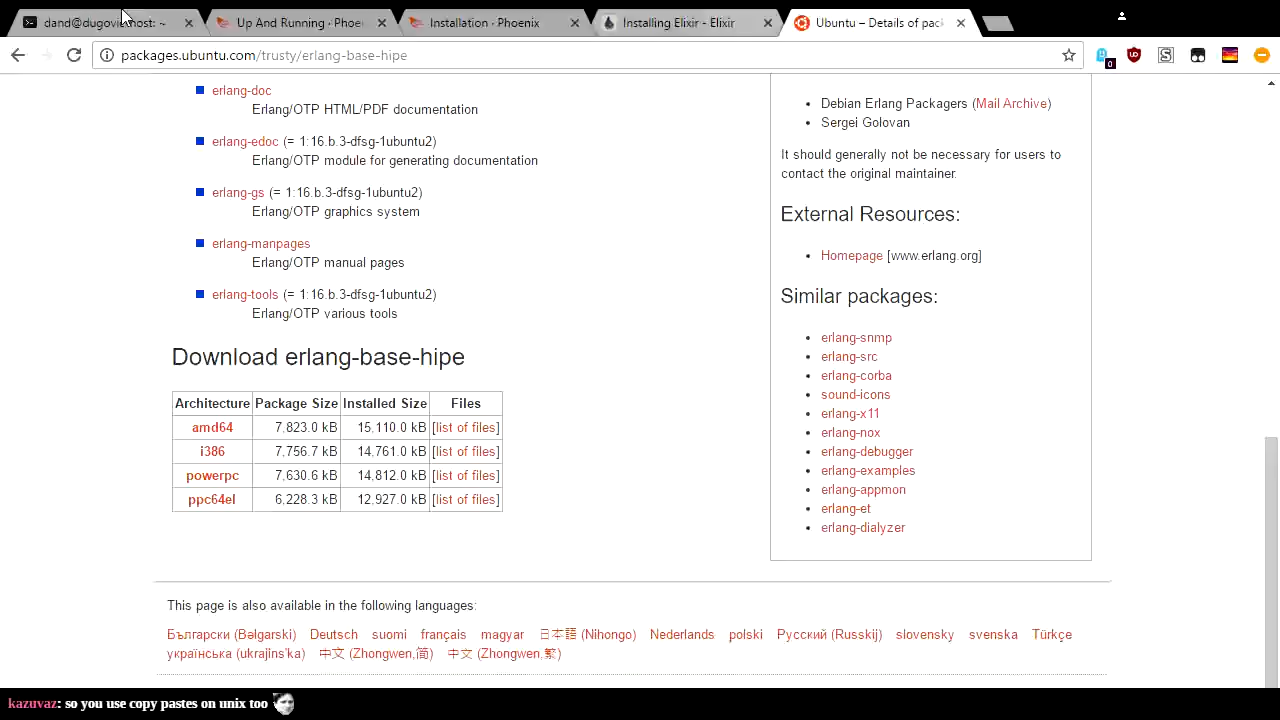 dand@dugovic.host: ~
Up And Running · Phoe
Installation · Phoenix
Installing Elixir - Elixir
Ubuntu – Details of pac
packages.ubuntu.com/trusty/erlang-base-hipe
0
erlang-doc
Erlang/OTP HTML/PDF documentation
erlang-edoc (= 1:16.b.3-dfsg-1ubuntu2)
Erlang/OTP module for generating documentation
erlang-gs (= 1:16.b.3-dfsg-1ubuntu2)
Erlang/OTP graphics system
erlang-manpages
Erlang/OTP manual pages
erlang-tools (= 1:16.b.3-dfsg-1ubuntu2)
Erlang/OTP various tools
Download erlang-base-hipe
Architecture Package Size Installed Size Files
amd64 7,823.0 kB 15,110.0 kB [list of files]
i386 7,756.7 kB 14,761.0 kB [list of files]
powerpc 7,630.6 kB 14,812.0 kB [list of files]
ppc64el 6,228.3 kB 12,927.0 kB [list of files]
Debian Erlang Packagers (Mail Archive)
Sergei Golovan
It should generally not be necessary for users to
contact the original maintainer.
External Resources:
Homepage [www.erlang.org]
Similar packages:
erlang-snmp
erlang-src
erlang-corba
sound-icons
erlang-x11
erlang-nox
erlang-debugger
erlang-examples
erlang-appmon
erlang-et
erlang-dialyzer
This page is also available in the following languages:
Български (Bəlgarski) Deutsch suomi français magyar 日本語 (Nihongo) Nederlands polski Русский (Russkij) slovensky svenska Türkçe
українська (ukrajins'ka) 中文 (Zhongwen,简) 中文 (Zhongwen,繁)
kazuvaz: so you use copy pastes on unix too